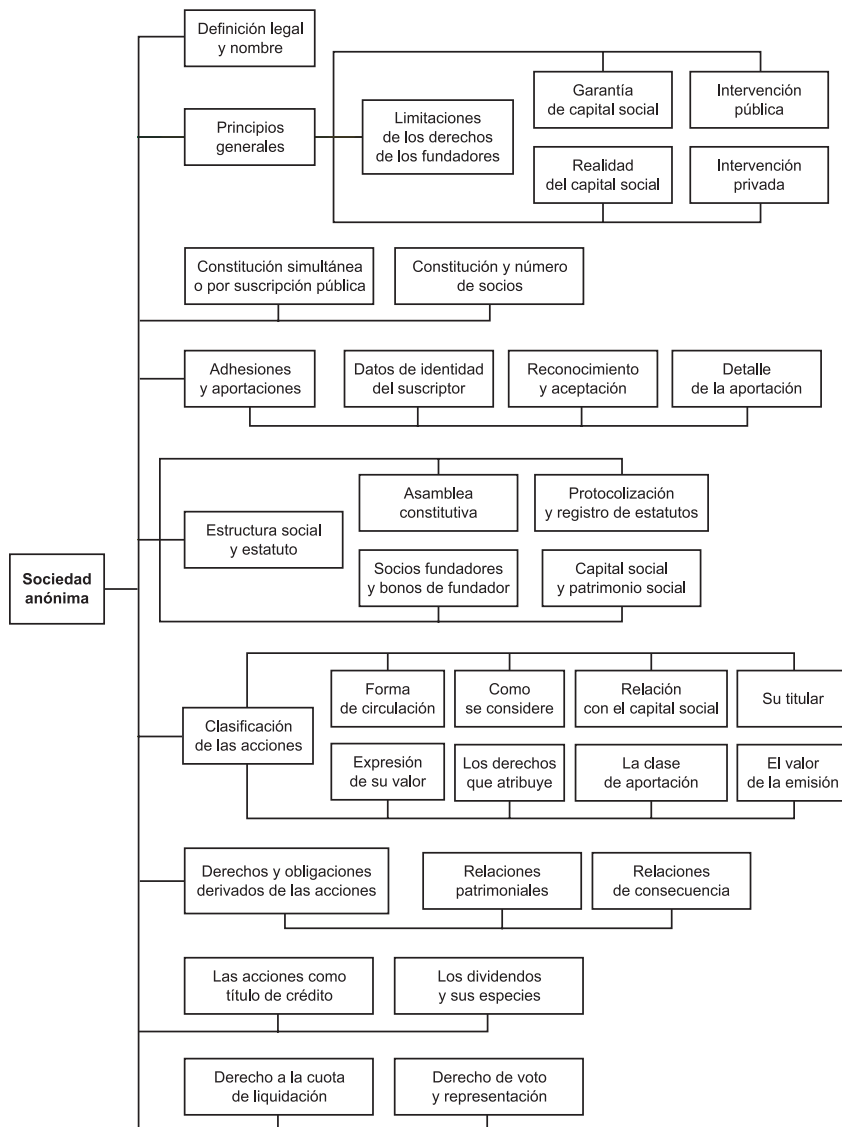 Definición legal
y nombre
Principios
generales
Limitaciones
de los derechos
de los fundadores
Garantía
de capital social
Intervención
pública
Realidad
del capital social
Intervención
privada
Constitución simultánea
o por suscripción pública
Constitución y número
de socios
Adhesiones
y aportaciones
Datos de identidad
del suscriptor
Reconocimiento
y aceptación
Detalle
de la aportación
Sociedad
anónima
Estructura social
y estatuto
Asamblea
constitutiva
Protocolización
y registro de estatutos
Socios fundadores
y bonos de fundador
Capital social
y patrimonio social
Clasificación
de las acciones
Forma
de circulación
Como
se considere
Relación
con el capital social
Su titular
Expresión
de su valor
Los derechos
que atribuye
La clase
de aportación
El valor
de la emisión
Derechos y obligaciones
derivados de las acciones
Relaciones
patrimoniales
Relaciones
de consecuencia
Las acciones como
título de crédito
Los dividendos
y sus especies
Derecho a la cuota
de liquidación
Derecho de voto
y representación